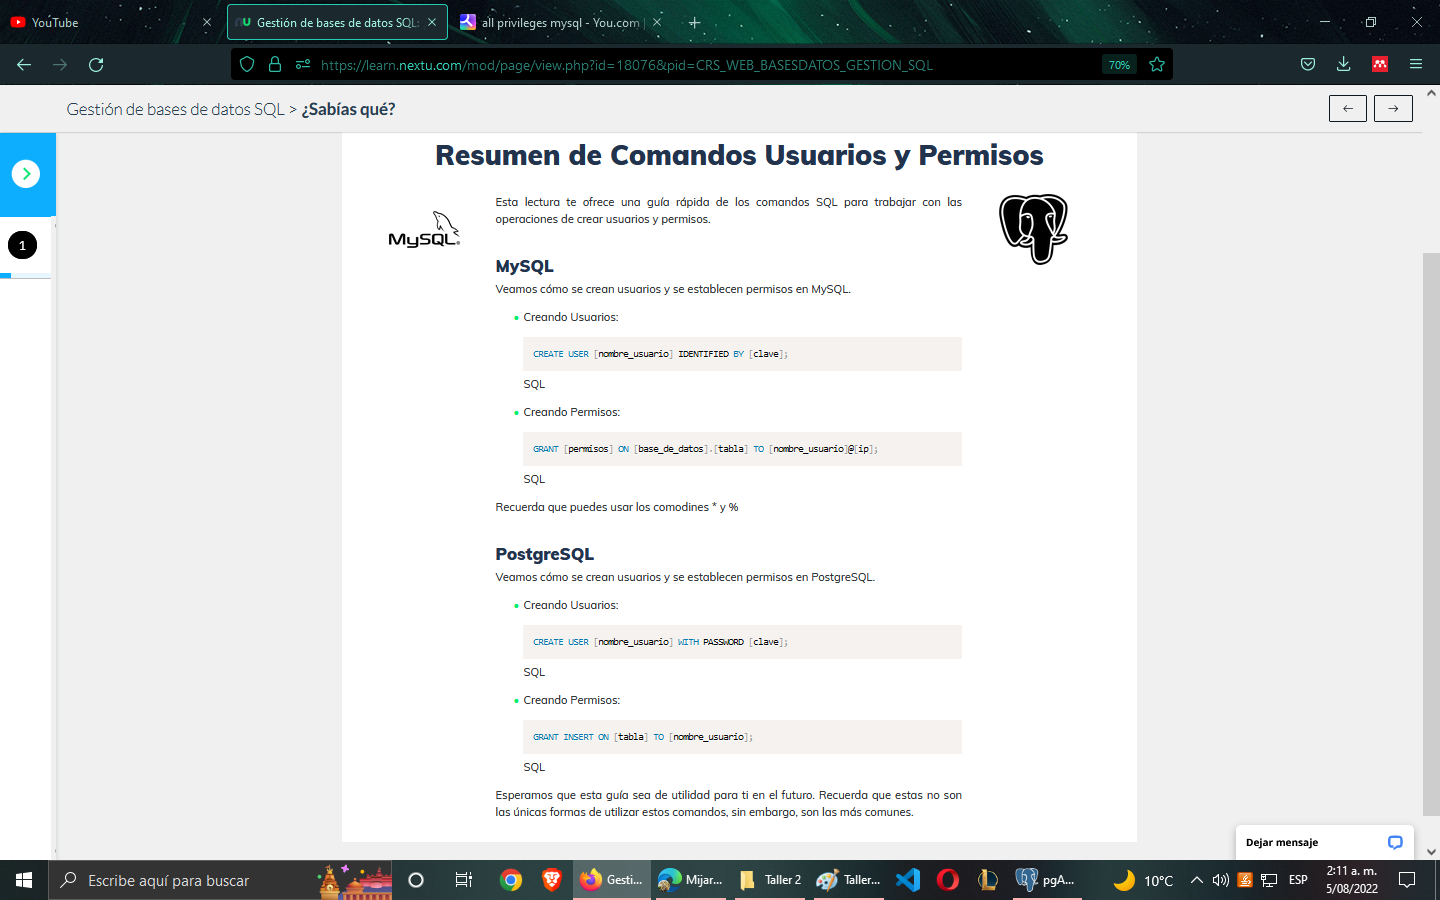 YouTube
Gestión de bases de datos SQL:
all privileges mysql - You.com |
https://learn.nextu.com/mod/page/view.php?id=18076&pid=CRS_WEB_BASESDATOS_GESTION_SQL
70%
Gestión de bases de datos SQL > ¿Sabías qué?
1
Resumen de Comandos Usuarios y Permisos
MySQL®
Esta lectura te ofrece una guía rápida de los comandos SQL para trabajar con las
operaciones de crear usuarios y permisos.
MySQL
Veamos cómo se crean usuarios y se establecen permisos en MySQL.
• Creando Usuarios:
CREATE USER [nombre_usuario] IDENTIFIED BY [clave];
SQL
• Creando Permisos:
GRANT [permisos] ON [base_de_datos].[tabla] TO [nombre_usuario]@[ip];
SQL
Recuerda que puedes usar los comodines * y %
PostgreSQL
Veamos cómo se crean usuarios y se establecen permisos en PostgreSQL.
• Creando Usuarios:
CREATE USER [nombre_usuario] WITH PASSWORD [clave];
SQL
• Creando Permisos:
GRANT INSERT ON [tabla] TO [nombre_usuario];
SQL
Esperamos que esta guía sea de utilidad para ti en el futuro. Recuerda que estas no son
las únicas formas de utilizar estos comandos, sin embargo, son las más comunes.
Dejar mensaje
Escribe aquí para buscar
Gesti...
Mijar...
Taller 2
Taller...
pgA...
10°C
ESP
2:11 a. m.
5/08/2022